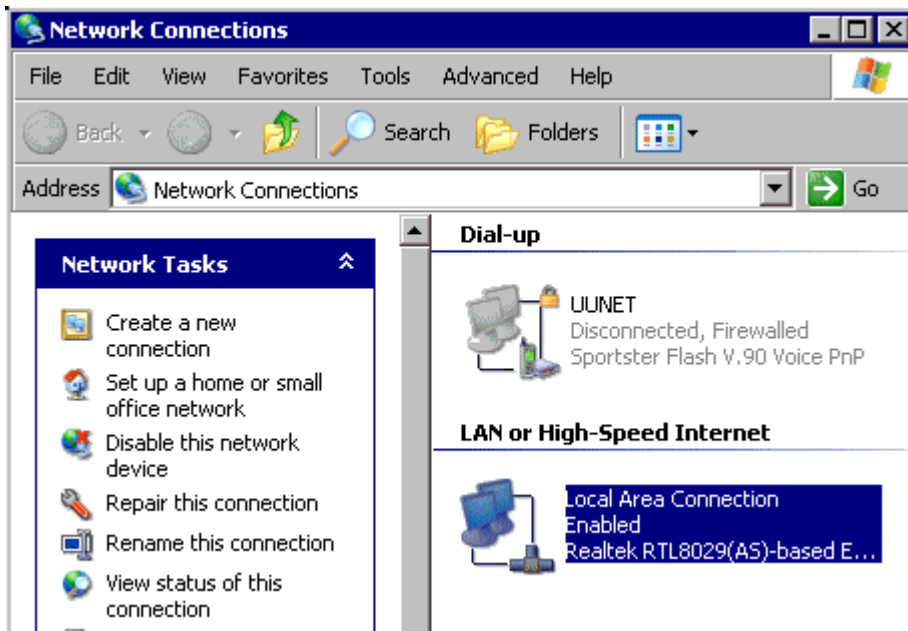 Network Connections
File Edit View Favorites Tools Advanced Help
Back Search Folders
Address Network Connections Go
Network Tasks
Create a new
connection
Set up a home or small
office network
Disable this network
device
Repair this connection
Rename this connection
View status of this
connection
Dial-up
UUNET
Disconnected, Firewalled
Sportster Flash V.90 Voice PnP
LAN or High-Speed Internet
Local Area Connection
Enabled
Realtek RTL8029(AS)-based E...